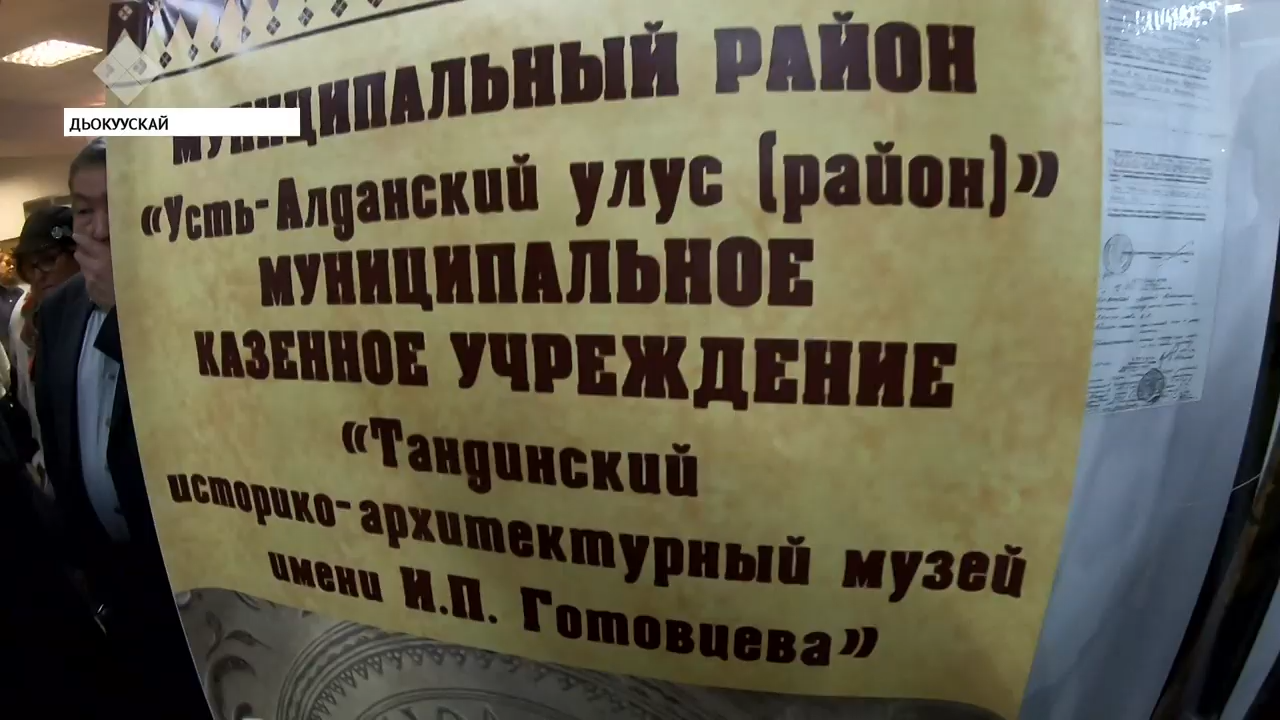 МУНИЦИПАЛЬНЫЙ РАЙОН
ДЬОКУУСКАЙ
«Усть-Алданский улус (район)»
МУНИЦИПАЛЬНОЕ
КАЗЕННОЕ УЧРЕЖДЕНИЕ
«Тандинский
историко-архитектурный музей
имени И.П. Готовцева»